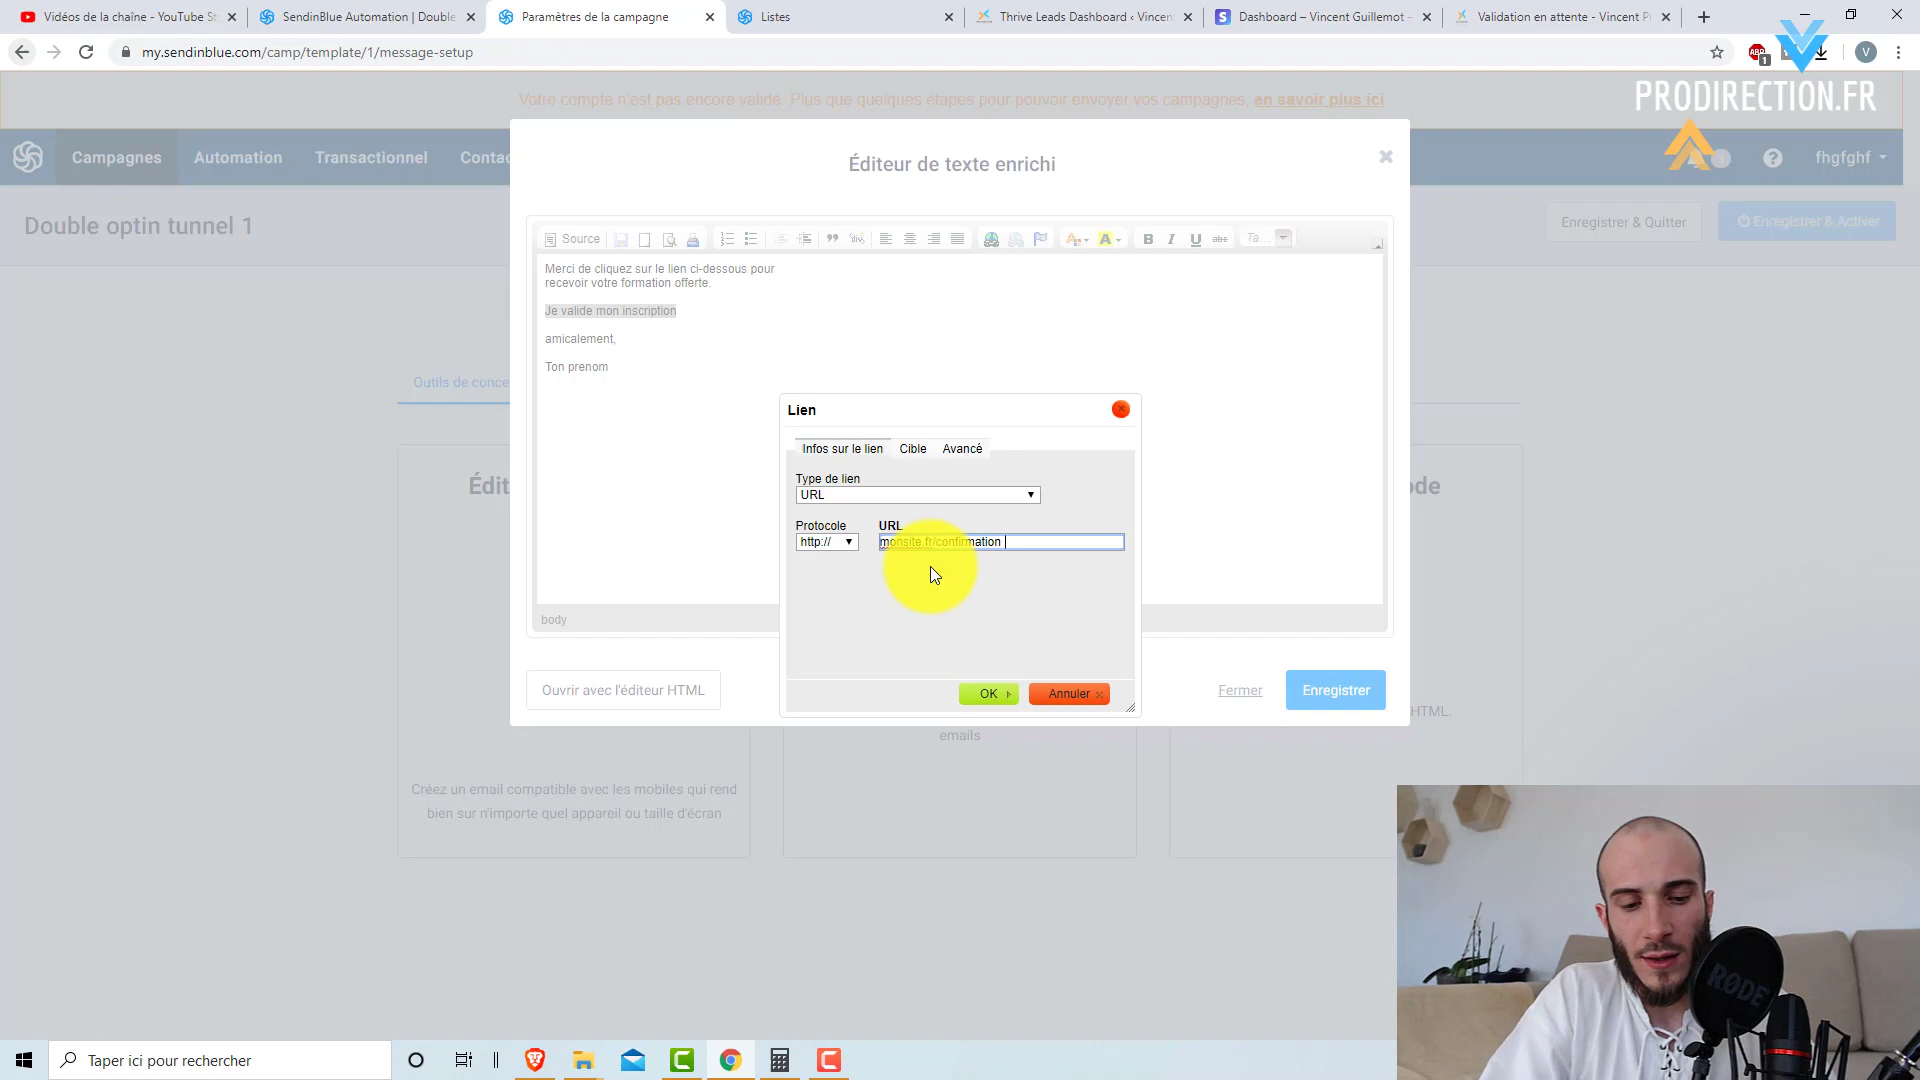 Vidéos de la chaîne - YouTube St
SendinBlue Automation | Double
Paramètres de la campagne
Listes
Thrive Leads Dashboard ‹ Vincen
Dashboard – Vincent Guillemot –
Validation en attente - Vincent P
my.sendinblue.com/camp/template/1/message-setup
ABP
1
V
PRODIRECTION.FR
Votre compte n'est pas encore validé. Plus que quelques étapes pour pouvoir envoyer vos campagnes, en savoir plus ici
Campagnes
Automation
Transactionnel
Contac
fhgfghf
Éditeur de texte enrichi
Double optin tunnel 1
Enregistrer & Quitter
Enregistrer & Activer
Source
B I U abc
Ta...
Merci de cliquez sur le lien ci-dessous pour
recevoir votre formation offerte.
Je valide mon inscription
amicalement,
Ton prenom
Outils de conce
Lien
Infos sur le lien
Cible
Avancé
Type de lien
URL
Protocole
URL
http://
monsite.fr/confirmation
OK
Annuler
body
Édit
ode
Ouvrir avec l'éditeur HTML
Fermer
Enregistrer
HTML.
emails
Créez un email compatible avec les mobiles qui rend
bien sur n'importe quel appareil ou taille d'écran
RØDE
Taper ici pour rechercher